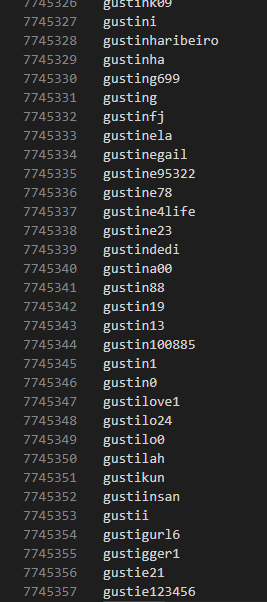 7745326 gustink09
7745327 gustini
7745328 gustinharibeiro
7745329 gustinha
7745330 gusting699
7745331 gusting
7745332 gustinfj
7745333 gustinela
7745334 gustinegail
7745335 gustine95322
7745336 gustine78
7745337 gustine4life
7745338 gustine23
7745339 gustindedi
7745340 gustina00
7745341 gustin88
7745342 gustin19
7745343 gustin13
7745344 gustin100885
7745345 gustin1
7745346 gustin0
7745347 gustilove1
7745348 gustilo24
7745349 gustilo0
7745350 gustilah
7745351 gustikun
7745352 gustiinsan
7745353 gustii
7745354 gustigurl6
7745355 gustigger1
7745356 gustie21
7745357 gustie123456